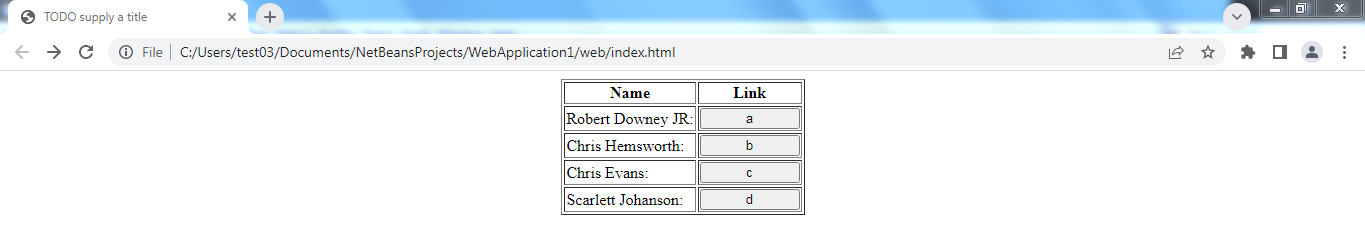 TODO supply a title
File C:/Users/test03/Documents/NetBeansProjects/WebApplication1/web/index.html
Name Link
Robert Downey JR: a
Chris Hemsworth: b
Chris Evans: c
Scarlett Johanson: d